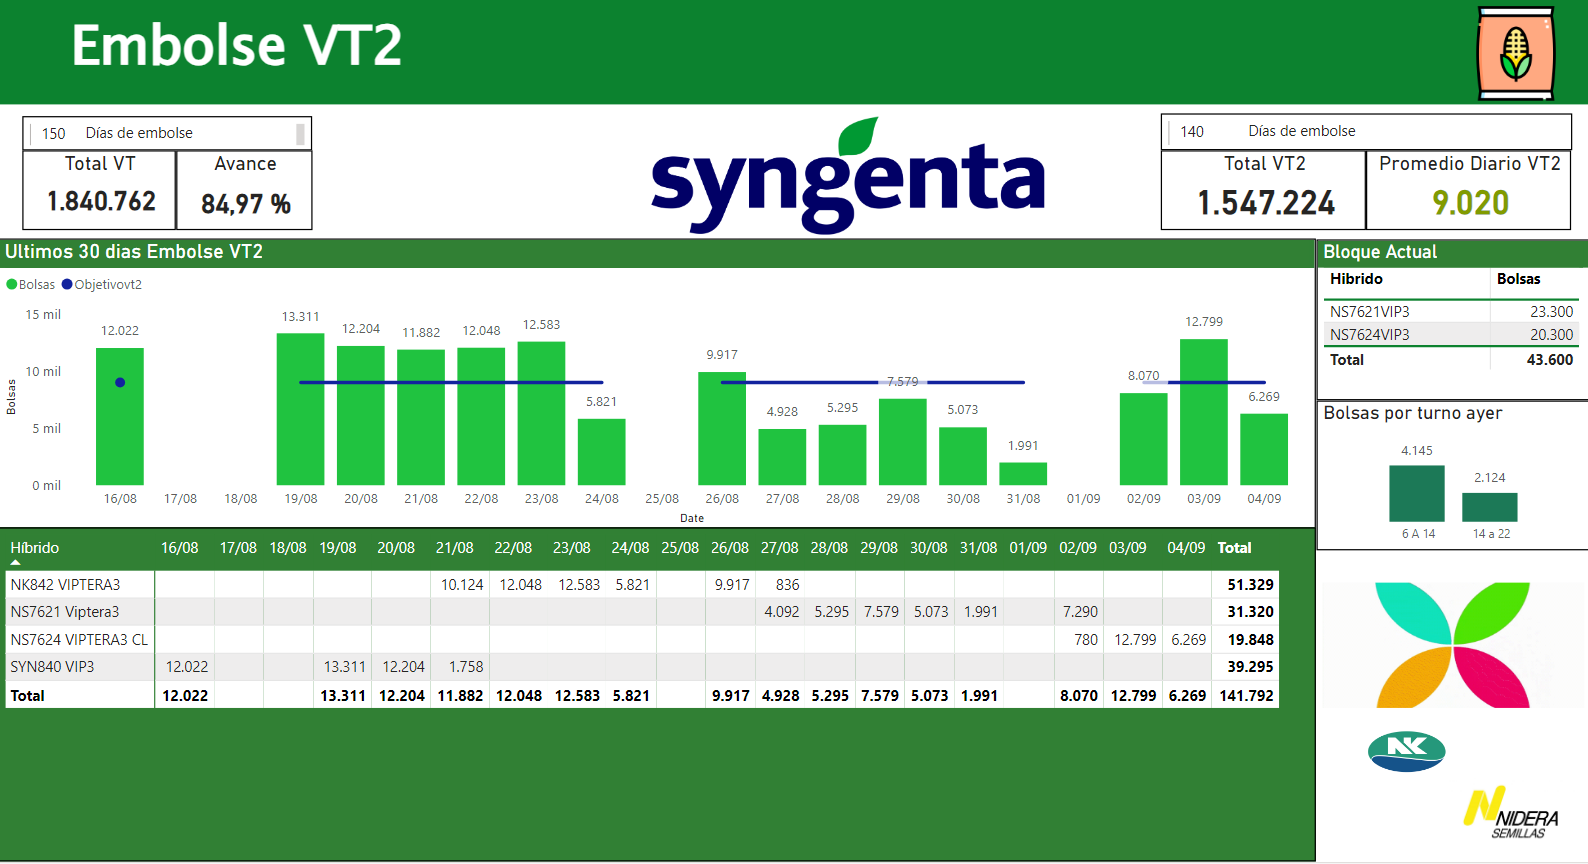 Embolse VT2
150 Días de embolse
Total VT Avance
1.840.762 84,97 %
syngenta
140 Días de embolse
Total VT2 Promedio Diario VT2
1.547.224 9.020
Ultimos 30 dias Embolse VT2
Bolsas Objetivovt2
Bolsas
15 mil
10 mil
5 mil
0 mil
12.022
13.311
12.204
11.882
12.048
12.583
5.821
9.917
4.928
5.295
7.579
5.073
1.991
8.070
12.799
6.269
16/08 17/08 18/08 19/08 20/08 21/08 22/08 23/08 24/08 25/08 26/08 27/08 28/08 29/08 30/08 31/08 01/09 02/09 03/09 04/09
Date
Bloque Actual
Hibrido Bolsas
NS7621VIP3 23.300
NS7624VIP3 20.300
Total 43.600
Bolsas por turno ayer
4.145
2.124
6 A 14 14 a 22
Híbrido 16/08 17/08 18/08 19/08 20/08 21/08 22/08 23/08 24/08 25/08 26/08 27/08 28/08 29/08 30/08 31/08 01/09 02/09 03/09 04/09 Total
NK842 VIPTERA3 10.124 12.048 12.583 5.821 9.917 836 51.329
NS7621 Viptera3 4.092 5.295 7.579 5.073 1.991 7.290 31.320
NS7624 VIPTERA3 CL 780 12.799 6.269 19.848
SYN840 VIP3 12.022 13.311 12.204 1.758 39.295
Total 12.022 13.311 12.204 11.882 12.048 12.583 5.821 9.917 4.928 5.295 7.579 5.073 1.991 8.070 12.799 6.269 141.792
NK
NIDERA
SEMILLAS